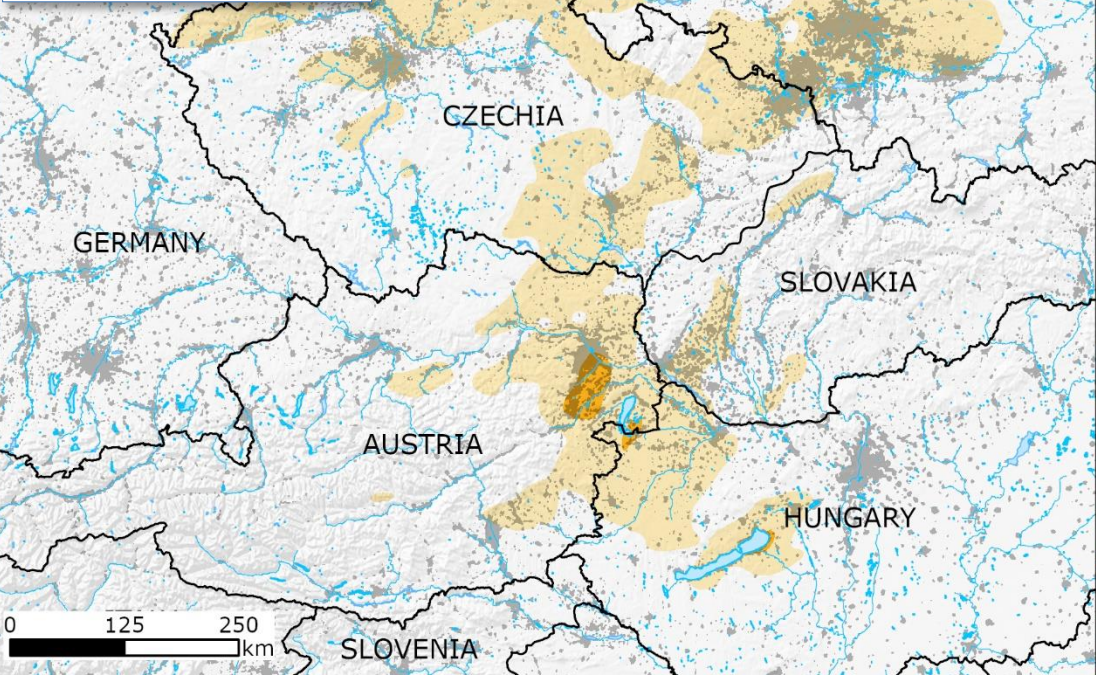 CZECHIA
GERMANY
SLOVAKIA
AUSTRIA
HUNGARY
0 125 250
km
SLOVENIA